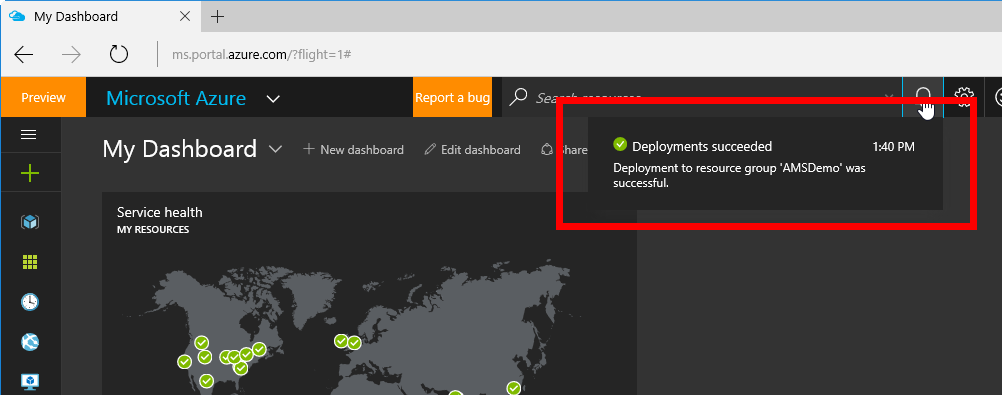 My Dashboard
ms.portal.azure.com/?flight=1#
Preview
Microsoft Azure
Report a bug
Search resources
My Dashboard
New dashboard
Edit dashboard
Share
Deployments succeeded
1:40 PM
Deployment to resource group 'AMSDemo' was
successful.
Service health
MY RESOURCES